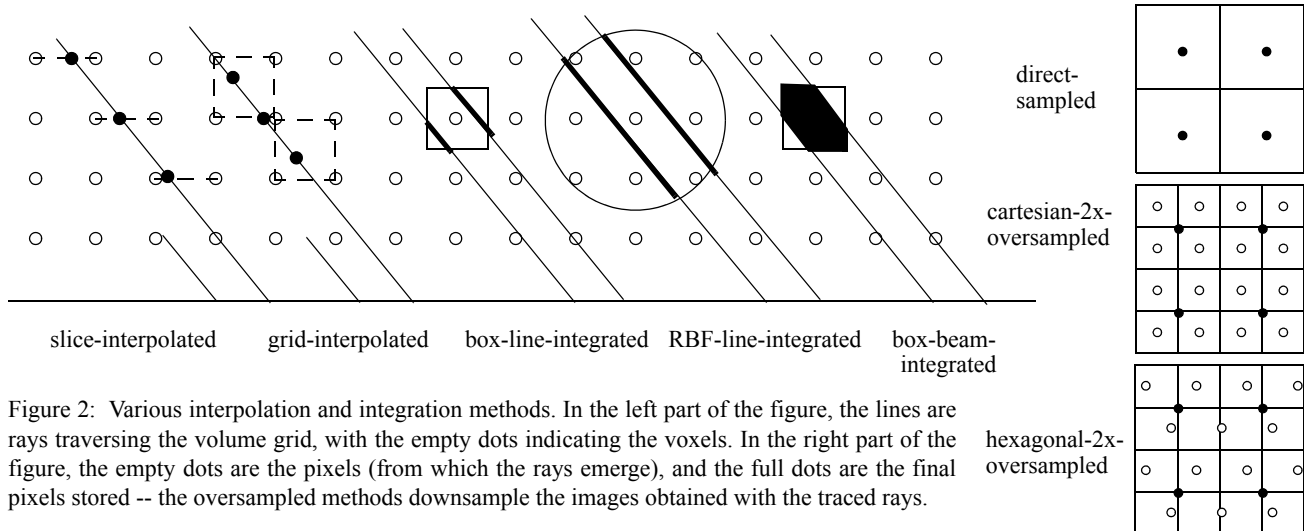 direct-
sampled
cartesian-2x-
oversampled
slice-interpolated
grid-interpolated
box-line-integrated
RBF-line-integrated
box-beam-
integrated
Figure 2:  Various interpolation and integration methods. In the left part of the figure, the lines are
rays traversing the volume grid, with the empty dots indicating the voxels. In the right part of the
figure, the empty dots are the pixels (from which the rays emerge), and the full dots are the final
pixels stored -- the oversampled methods downsample the images obtained with the traced rays.
hexagonal-2x-
oversampled